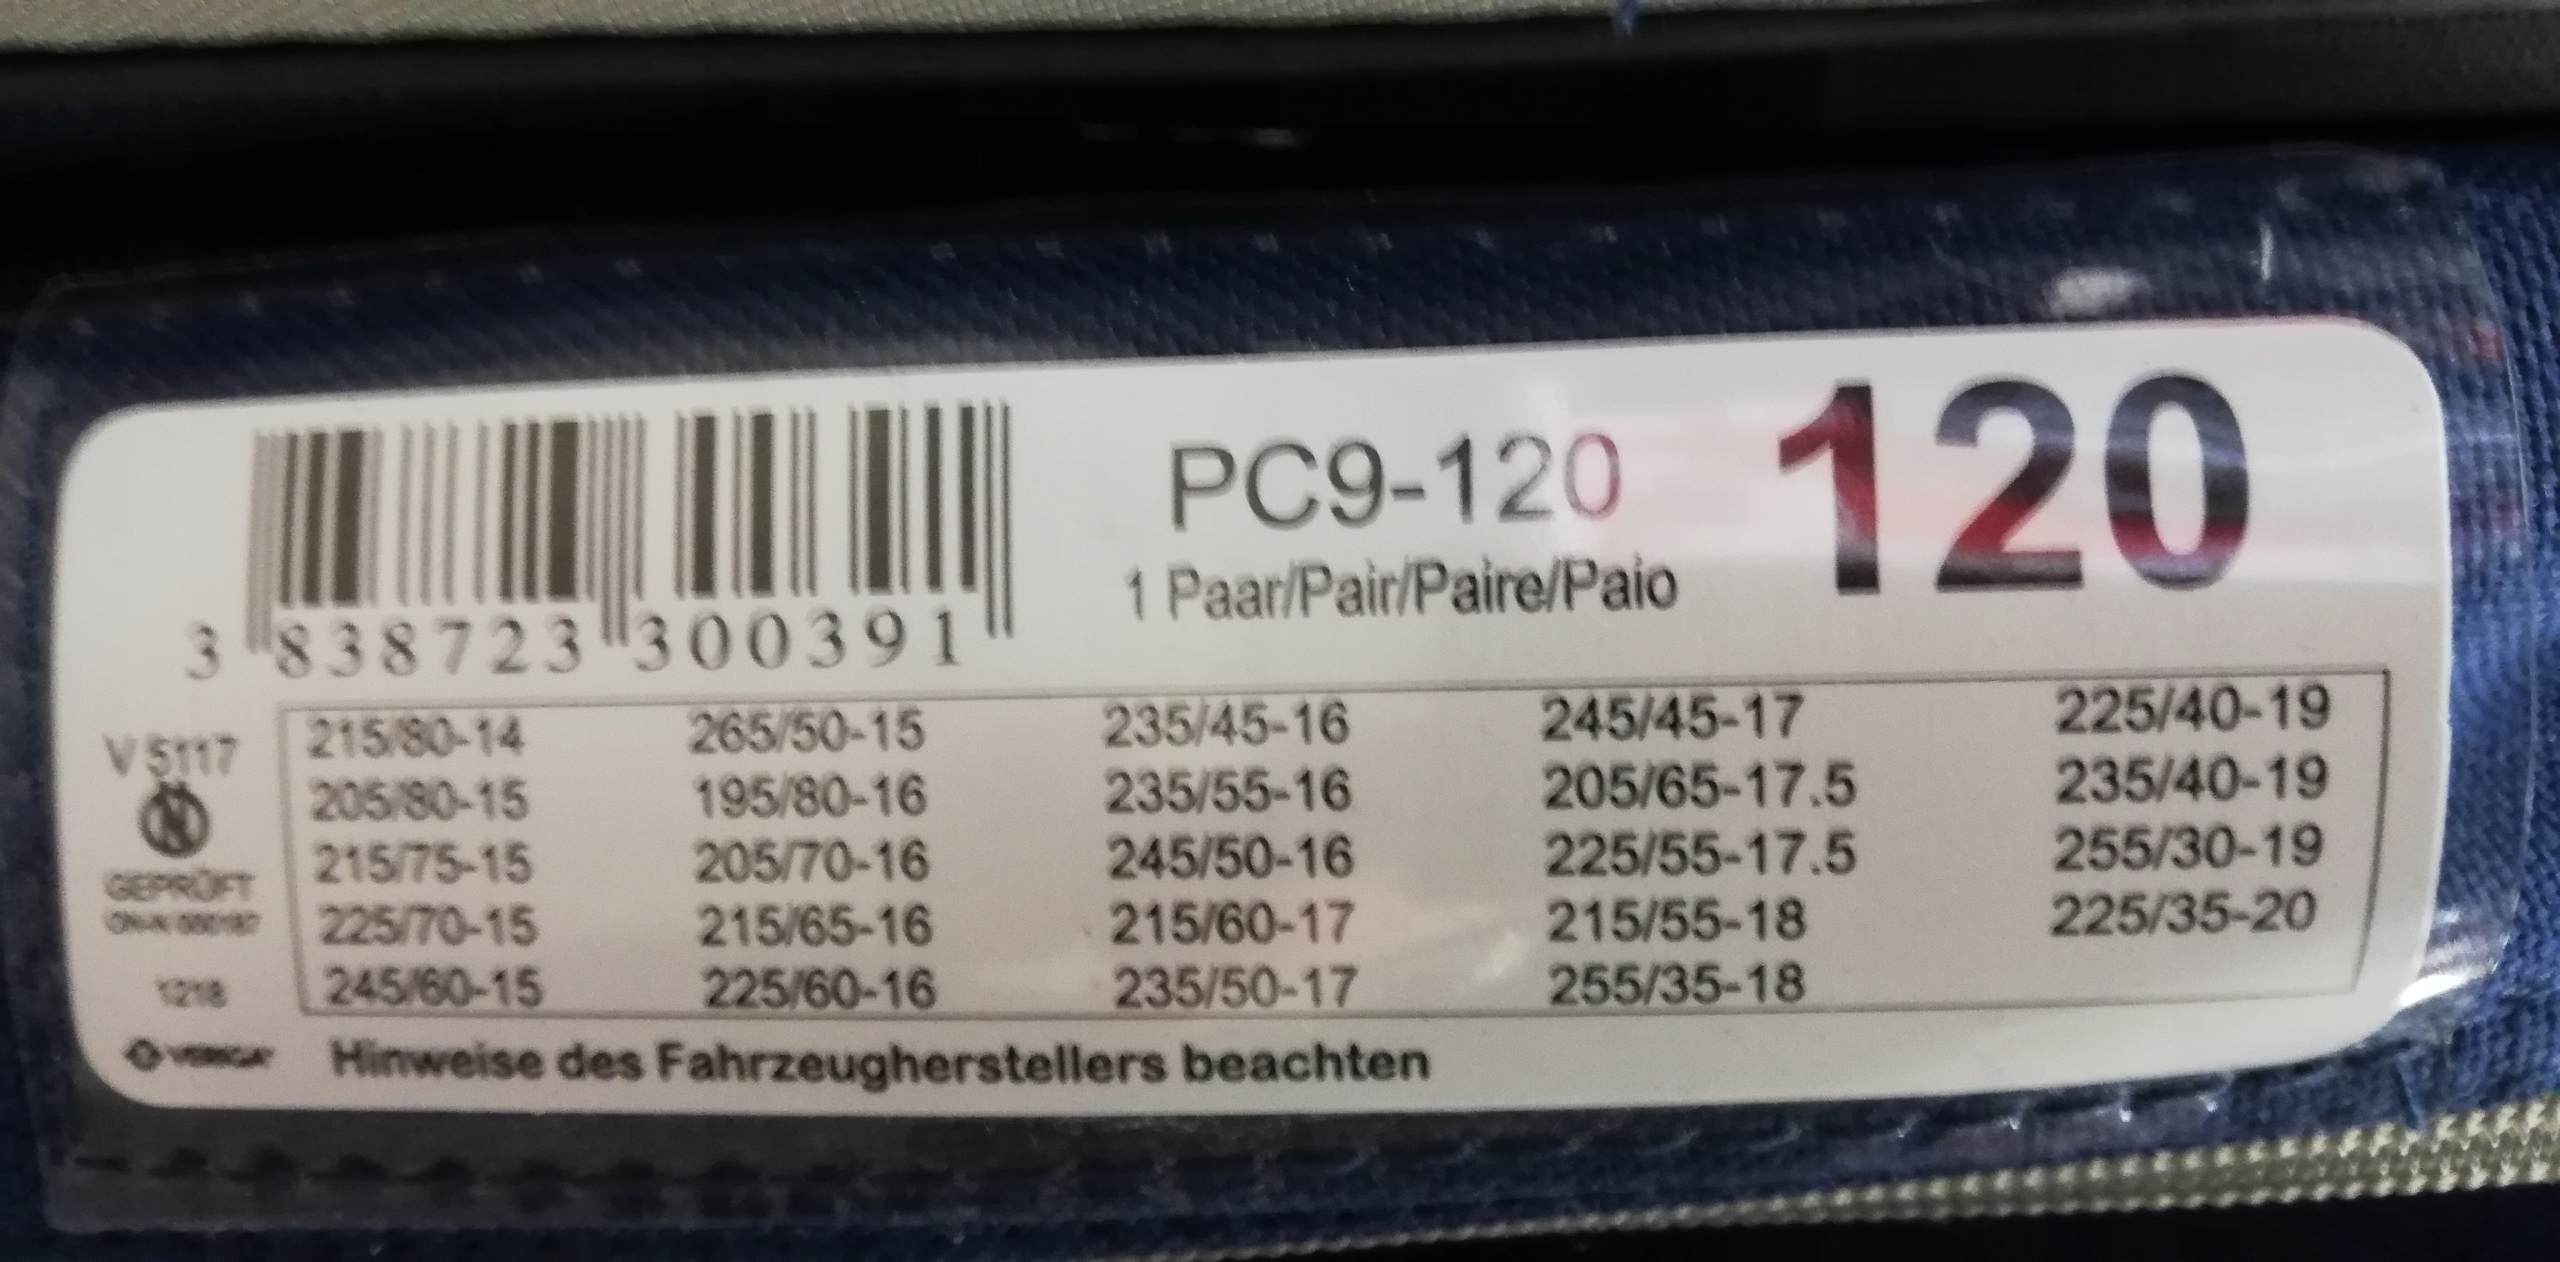 PC9-120
120
1 Paar/Pair/Paire/Paio
3 838723 300391
V 5117
GEPRÜFT
1218
215/80-14 265/50-15 235/45-16 245/45-17 225/40-19
205/80-15 195/80-16 235/55-16 205/65-17.5 235/40-19
215/75-15 205/70-16 245/50-16 225/55-17.5 255/30-19
225/70-15 215/65-16 215/60-17 215/55-18 225/35-20
245/60-15 225/60-16 235/50-17 255/35-18
VERIGA
Hinweise des Fahrzeugherstellers beachten